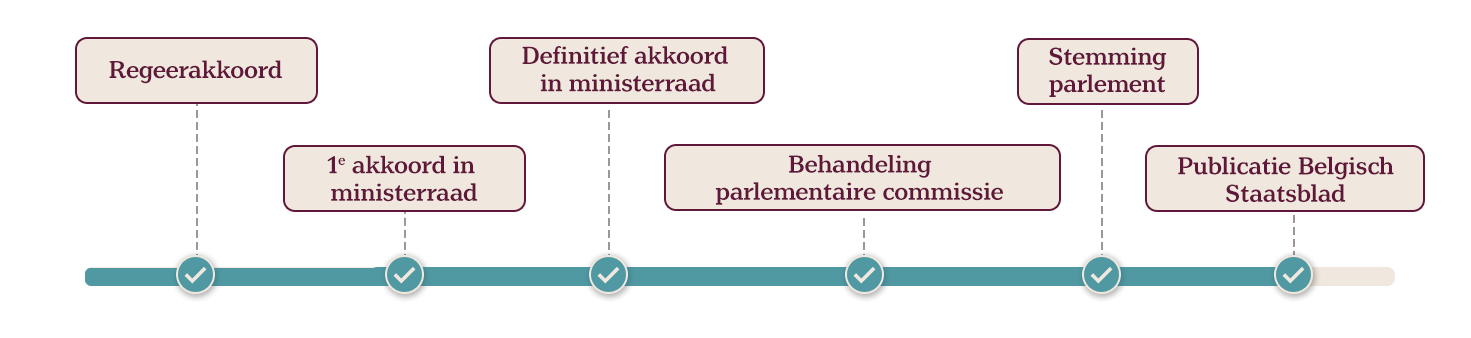 Regeerakkoord
1e akkoord in
ministerraad
Definitief akkoord
in ministerraad
Behandeling
parlementaire commissie
Stemming
parlement
Publicatie Belgisch
Staatsblad